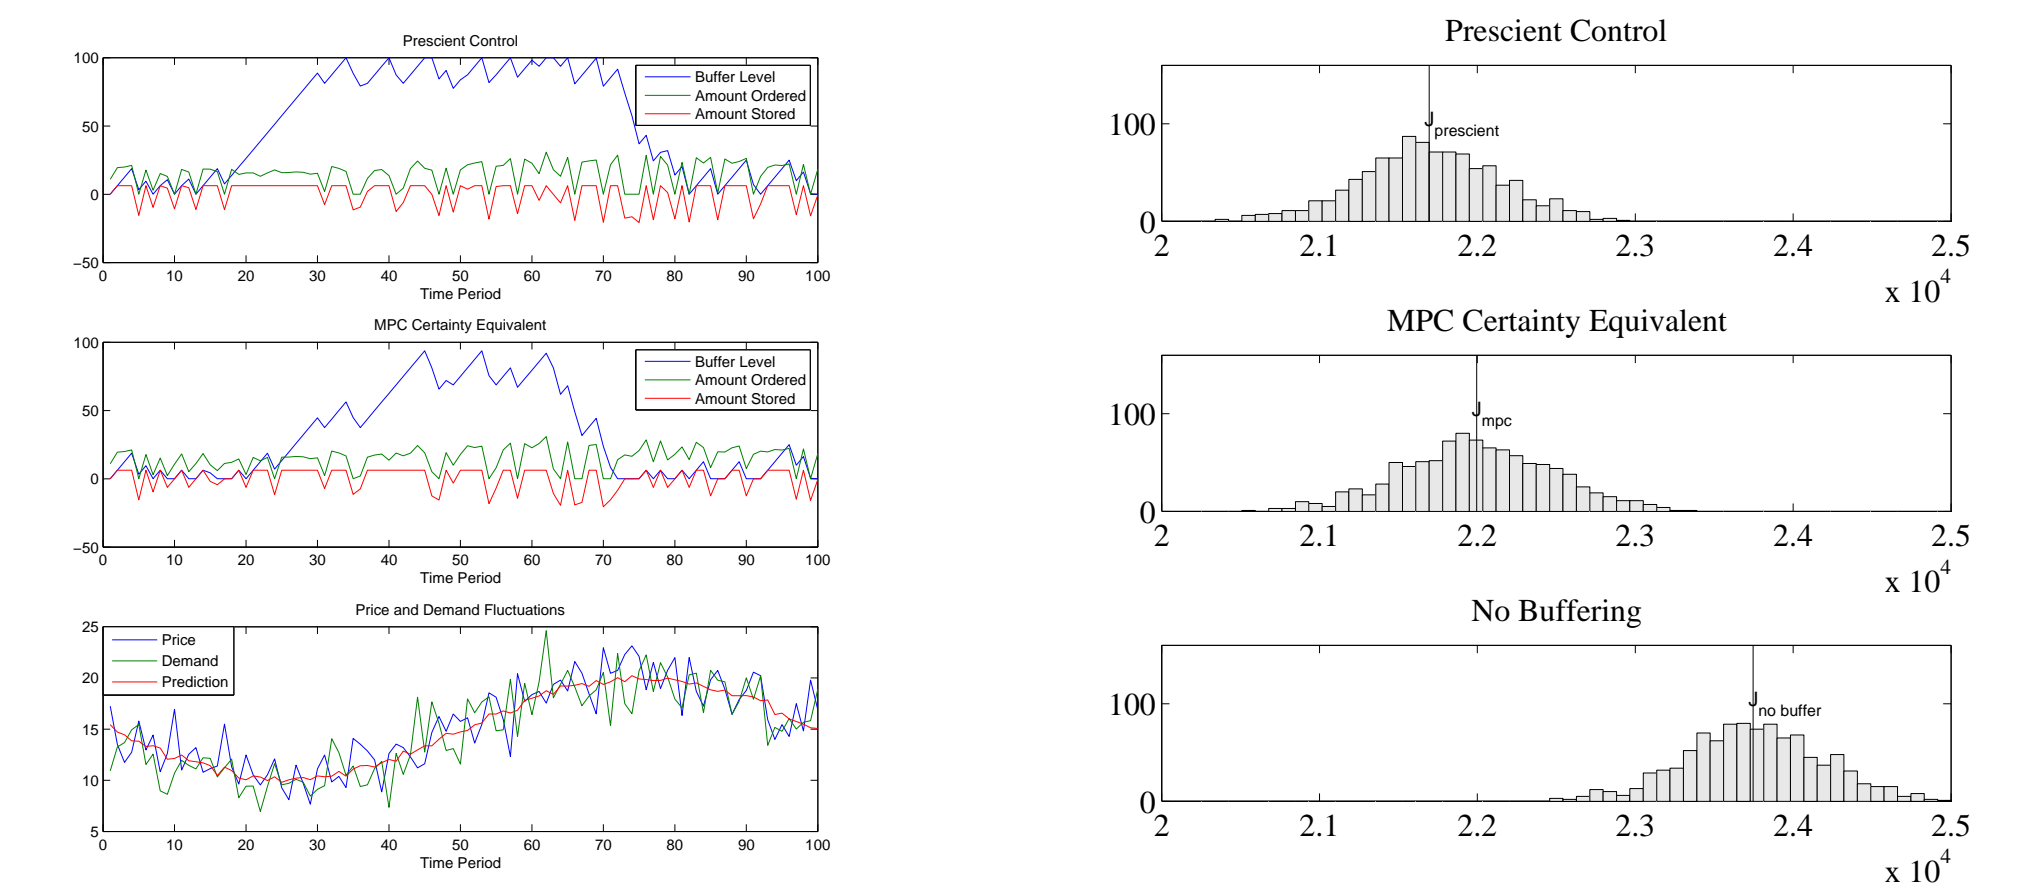 Prescient Control
100
50
0
−50
Buffer Level
Amount Ordered
Amount Stored
0 10 20 30 40 50 60 70 80 90 100
Time Period
MPC Certainty Equivalent
100
50
0
−50
Buffer Level
Amount Ordered
Amount Stored
0 10 20 30 40 50 60 70 80 90 100
Time Period
Price and Demand Fluctuations
25
20
15
10
5
Price
Demand
Prediction
0 10 20 30 40 50 60 70 80 90 100
Time Period
Prescient Control
100
0
J prescient
2 2.1 2.2 2.3 2.4 2.5
x 10^4
MPC Certainty Equivalent
100
0
J mpc
2 2.1 2.2 2.3 2.4 2.5
x 10^4
No Buffering
100
0
J no buffer
2 2.1 2.2 2.3 2.4 2.5
x 10^4